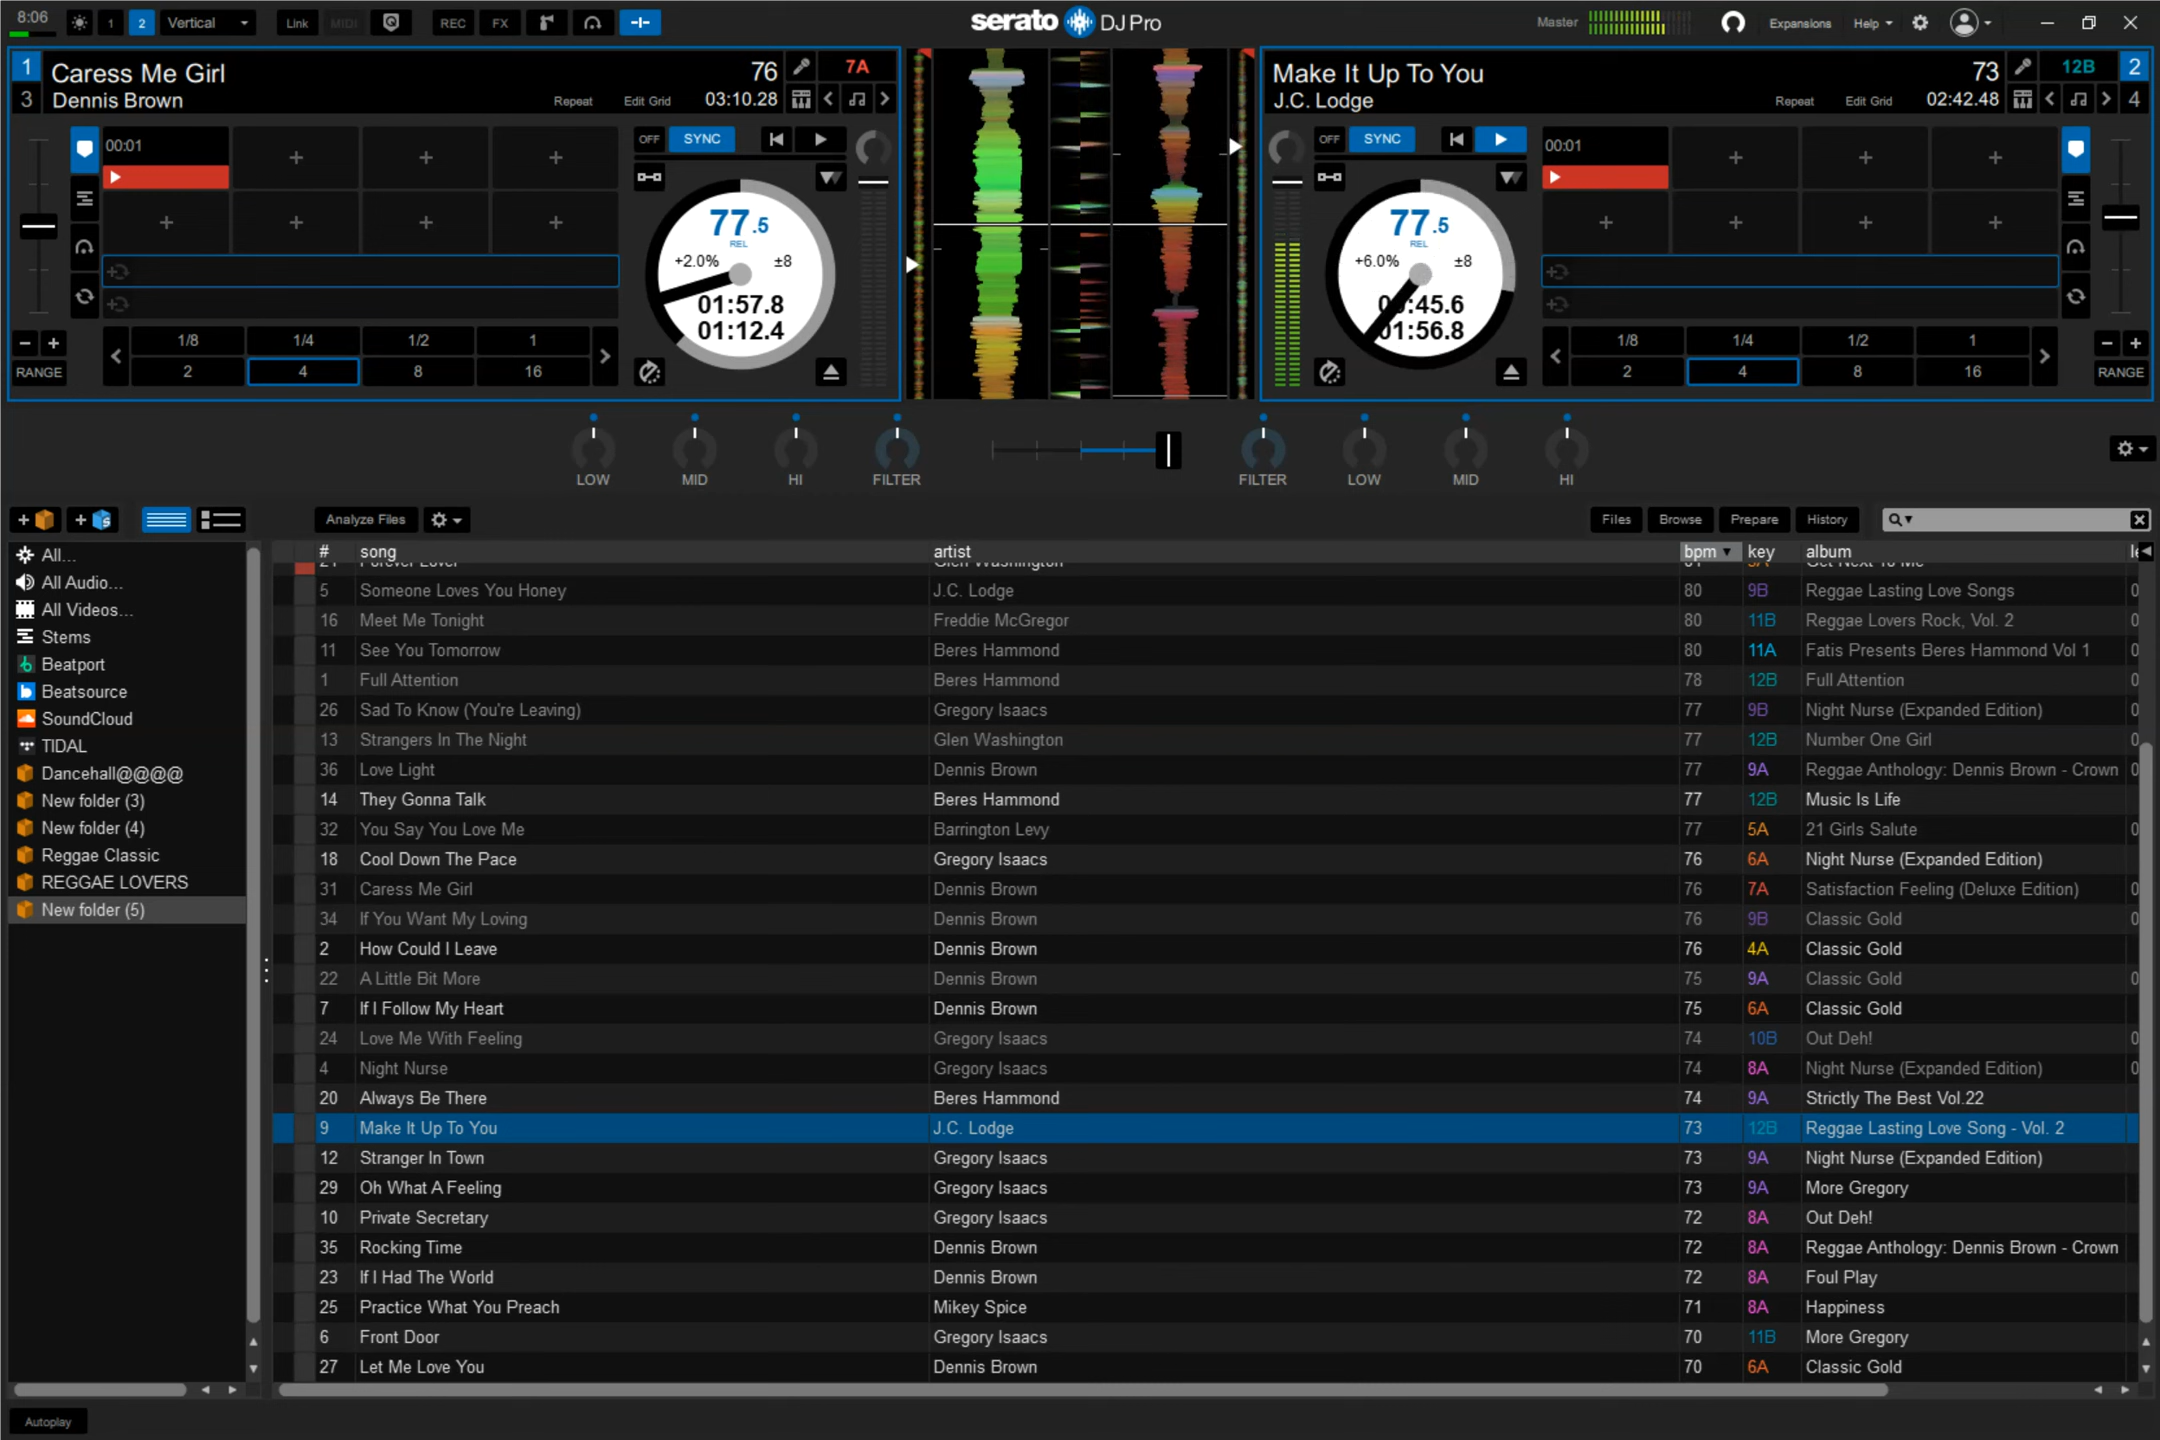 8:06 1 2 Vertical Link MIDI REC FX serato DJ Pro Master Expansions Help
1 Caress Me Girl 76 7A
3 Dennis Brown Repeat Edit Grid 03:10.28
00:01
OFF SYNC
77.5
REL
+2.0% ±8
01:57.8
01:12.4
1/8 1/4 1/2 1
RANGE 2 4 8 16
Make It Up To You 73 12B 2
J.C. Lodge Repeat Edit Grid 02:42.48 4
OFF SYNC
00:01
77.5
REL
+6.0% ±8
:45.6
01:56.8
1/8 1/4 1/2 1
2 4 8 16 RANGE
LOW MID HI FILTER FILTER LOW MID HI
Analyze Files Files Browse Prepare History
All...
All Audio...
All Videos...
Stems
Beatport
Beatsource
SoundCloud
TIDAL
Dancehall@@@@
New folder (3)
New folder (4)
Reggae Classic
REGGAE LOVERS
New folder (5)
# song artist bpm key album
5 Someone Loves You Honey J.C. Lodge 80 9B Reggae Lasting Love Songs 0
16 Meet Me Tonight Freddie McGregor 80 11B Reggae Lovers Rock, Vol. 2 0
11 See You Tomorrow Beres Hammond 80 11A Fatis Presents Beres Hammond Vol 1 0
1 Full Attention Beres Hammond 78 12B Full Attention 0
26 Sad To Know (You're Leaving) Gregory Isaacs 77 9B Night Nurse (Expanded Edition) 0
13 Strangers In The Night Glen Washington 77 12B Number One Girl 0
36 Love Light Dennis Brown 77 9A Reggae Anthology: Dennis Brown - Crown 0
14 They Gonna Talk Beres Hammond 77 12B Music Is Life
32 You Say You Love Me Barrington Levy 77 5A 21 Girls Salute 0
18 Cool Down The Pace Gregory Isaacs 76 6A Night Nurse (Expanded Edition)
31 Caress Me Girl Dennis Brown 76 7A Satisfaction Feeling (Deluxe Edition) 0
34 If You Want My Loving Dennis Brown 76 9B Classic Gold 0
2 How Could I Leave Dennis Brown 76 4A Classic Gold
22 A Little Bit More Dennis Brown 75 9A Classic Gold 0
7 If I Follow My Heart Dennis Brown 75 6A Classic Gold
24 Love Me With Feeling Gregory Isaacs 74 10B Out Deh! 0
4 Night Nurse Gregory Isaacs 74 8A Night Nurse (Expanded Edition) 0
20 Always Be There Beres Hammond 74 9A Strictly The Best Vol.22
9 Make It Up To You J.C. Lodge 73 12B Reggae Lasting Love Song - Vol. 2
12 Stranger In Town Gregory Isaacs 73 9A Night Nurse (Expanded Edition)
29 Oh What A Feeling Gregory Isaacs 73 9A More Gregory
10 Private Secretary Gregory Isaacs 72 8A Out Deh!
35 Rocking Time Dennis Brown 72 8A Reggae Anthology: Dennis Brown - Crown
23 If I Had The World Dennis Brown 72 8A Foul Play
25 Practice What You Preach Mikey Spice 71 8A Happiness
6 Front Door Gregory Isaacs 70 11B More Gregory
27 Let Me Love You Dennis Brown 70 6A Classic Gold
Autoplay